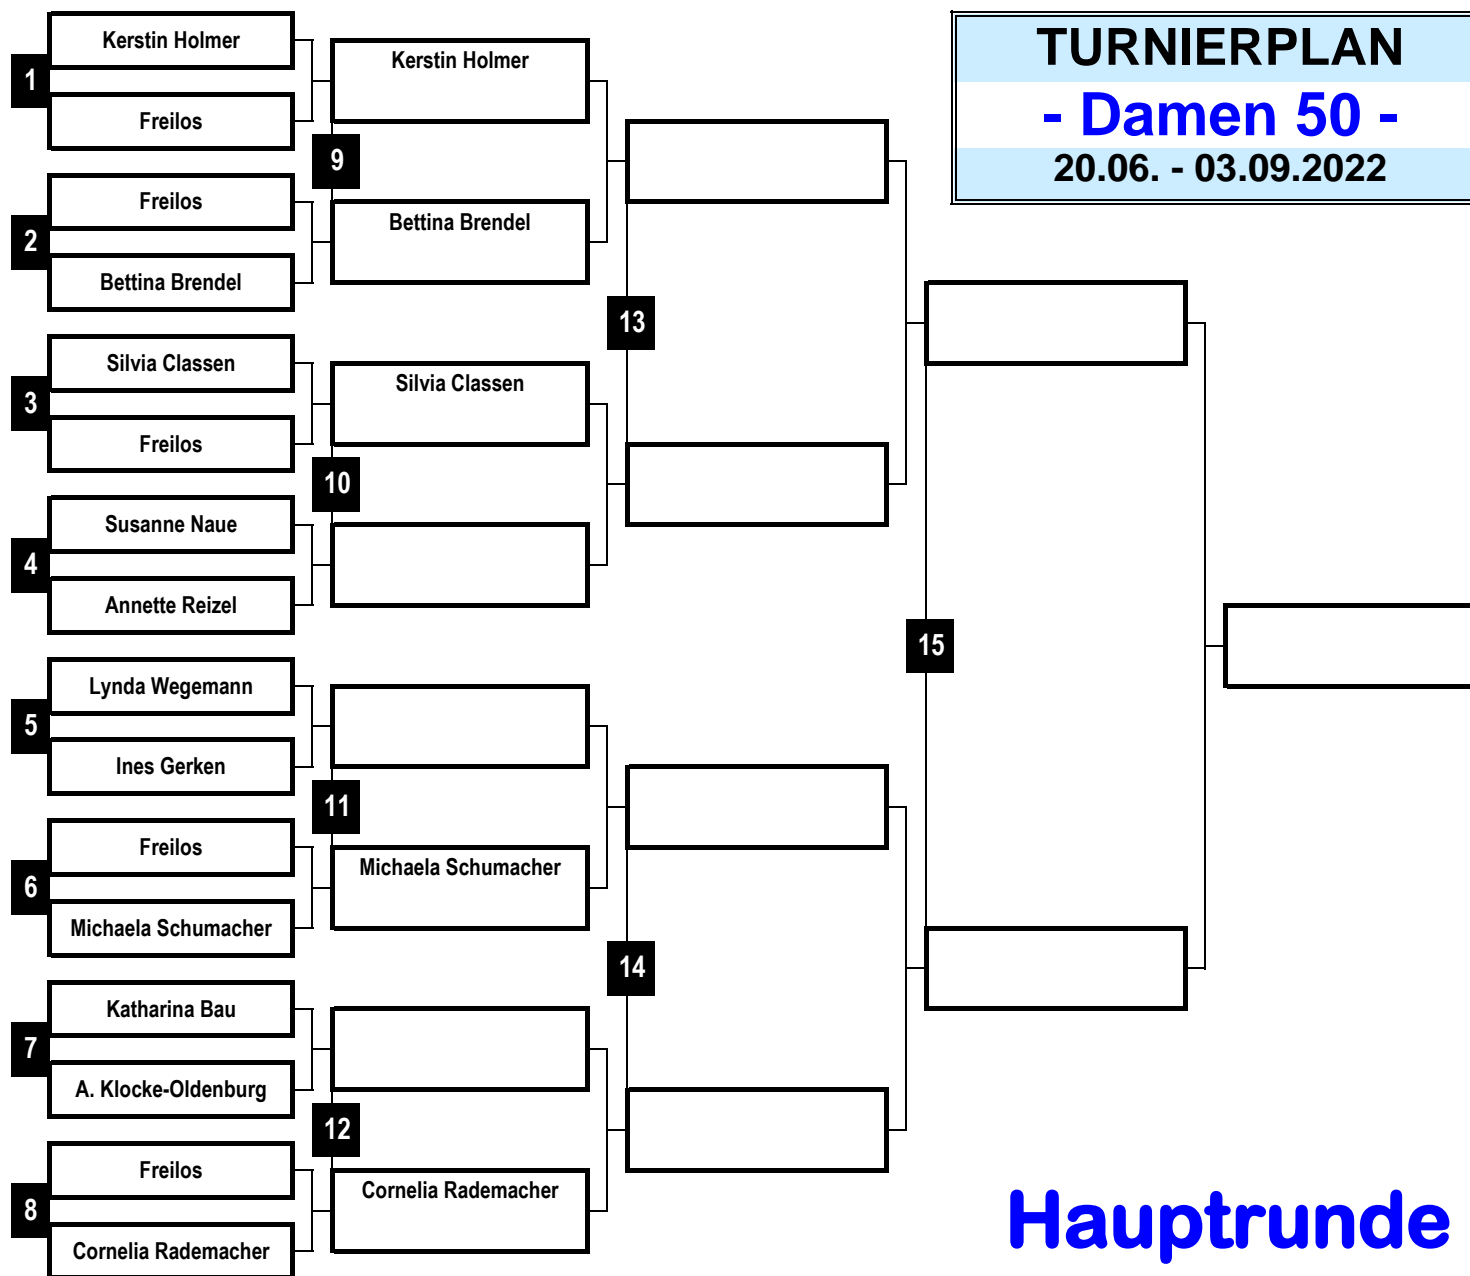 TURNIERPLAN
- Damen 50 -
20.06. - 03.09.2022
1
Kerstin Holmer
Freilos
2
Freilos
Bettina Brendel
3
Silvia Classen
Freilos
4
Susanne Naue
Annette Reizel
5
Lynda Wegemann
Ines Gerken
6
Freilos
Michaela Schumacher
7
Katharina Bau
A. Klocke-Oldenburg
8
Freilos
Cornelia Rademacher
9
Kerstin Holmer
Bettina Brendel
10
Silvia Classen
11
Michaela Schumacher
12
Cornelia Rademacher
13
14
15
Hauptrunde